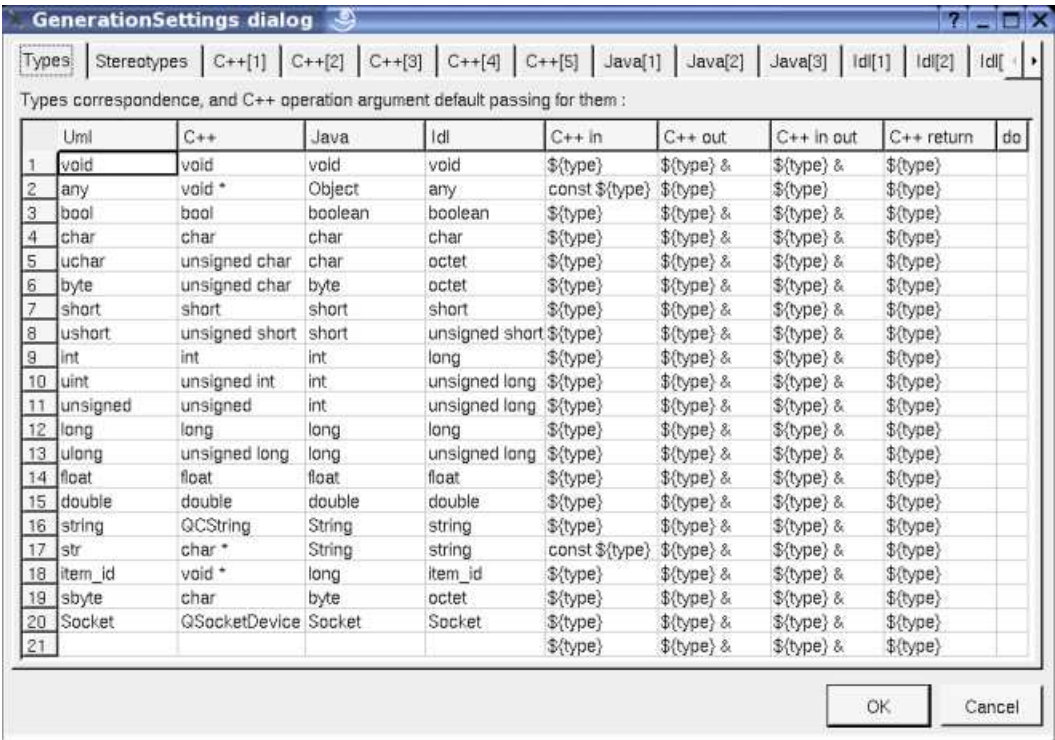 GenerationSettings dialog
Types Stereotypes C++[1] C++[2] C++[3] C++[4] C++[5] Java[1] Java[2] Java[3] Idl[1] Idl[2] Idl[
Types correspondence, and C++ operation argument default passing for them :
Uml C++ Java Idl C++ in C++ out C++ in out C++ return do
1 void void void void ${type} ${type} & ${type} & ${type}
2 any void * Object any const ${type} ${type} ${type} ${type}
3 bool bool boolean boolean ${type} ${type} & ${type} & ${type}
4 char char char char ${type} ${type} & ${type} & ${type}
5 uchar unsigned char char octet ${type} ${type} & ${type} & ${type}
6 byte unsigned char byte octet ${type} ${type} & ${type} & ${type}
7 short short short short ${type} ${type} & ${type} & ${type}
8 ushort unsigned short short unsigned short ${type} ${type} & ${type} & ${type}
9 int int int long ${type} ${type} & ${type} & ${type}
10 uint unsigned int int unsigned long ${type} ${type} & ${type} & ${type}
11 unsigned unsigned int unsigned long ${type} ${type} & ${type} & ${type}
12 long long long long ${type} ${type} & ${type} & ${type}
13 ulong unsigned long long unsigned long ${type} ${type} & ${type} & ${type}
14 float float float float ${type} ${type} & ${type} & ${type}
15 double double double double ${type} ${type} & ${type} & ${type}
16 string QCString String string ${type} ${type} & ${type} & ${type}
17 str char * String string const ${type} ${type} & ${type} & ${type}
18 item_id void * long item_id ${type} ${type} & ${type} & ${type}
19 sbyte char byte octet ${type} ${type} & ${type} & ${type}
20 Socket QSocketDevice Socket Socket ${type} ${type} & ${type} & ${type}
21 ${type} ${type} & ${type} & ${type}
OK Cancel